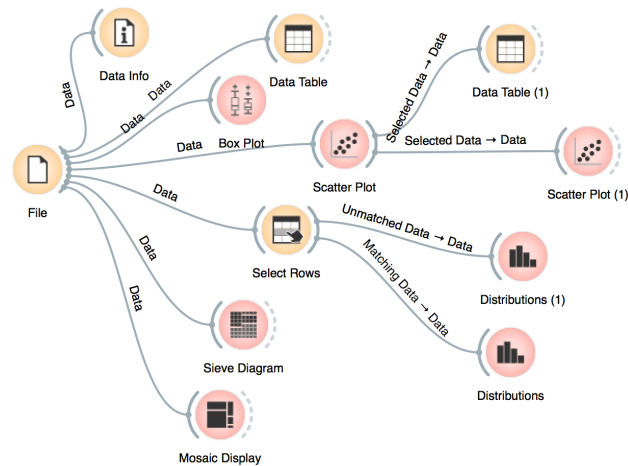 Data
Data Info
Data
Data Table
Data
Box Plot
Selected Data → Data
Data Table (1)
Data
Scatter Plot
Selected Data → Data
Scatter Plot (1)
File
Data
Select Rows
Unmatched Data → Data
Distributions (1)
Matching Data → Data
Distributions
Data
Sieve Diagram
Data
Mosaic Display